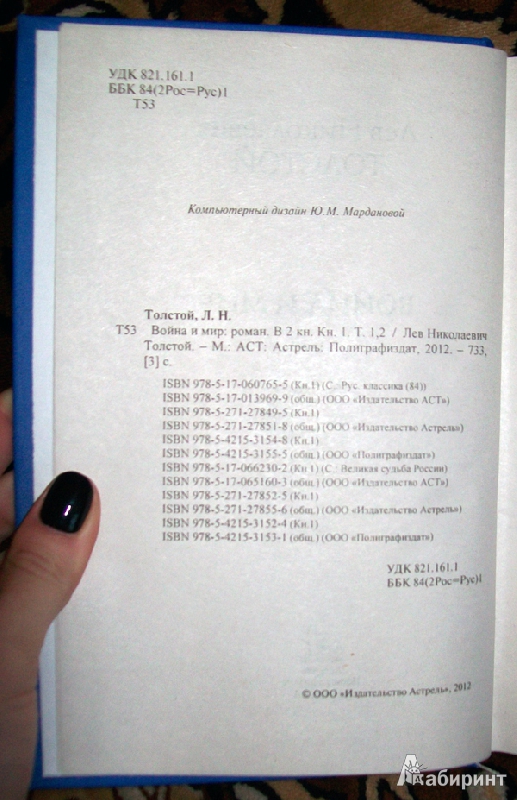 УДК 821.161.1
ББК 84(2Рос=Рус)1
Т53
Компьютерный дизайн Ю.М. Мардановой
Толстой, Л. Н.
Т53 Война и мир: роман. В 2 кн. Кн. 1. Т. 1,2 / Лев Николаевич
Толстой. – М.: АСТ: Астрель: Полиграфиздат, 2012. – 733,
[3] с.
ISBN 978-5-17-060765-5 (Кн.1) (С.: Рус. классика (84))
ISBN 978-5-17-013969-9 (общ.) (ООО «Издательство АСТ»)
ISBN 978-5-271-27849-5 (Кн.1)
ISBN 978-5-271-27851-8 (общ.) (ООО «Издательство Астрель»)
ISBN 978-5-4215-3154-8 (Кн.1)
ISBN 978-5-4215-3155-5 (общ.) (ООО «Полиграфиздат»)
ISBN 978-5-17-066230-2 (Кн.1) (С.: Великая судьба России)
ISBN 978-5-17-065160-3 (общ.) (ООО «Издательство АСТ»)
ISBN 978-5-271-27852-5 (Кн.1)
ISBN 978-5-271-27855-6 (общ.) (ООО «Издательство Астрель»)
ISBN 978-5-4215-3152-4 (Кн.1)
ISBN 978-5-4215-3153-1 (общ.) (ООО «Полиграфиздат»)
УДК 821.161.1
ББК 84(2Рос=Рус)1
© ООО «Издательство Астрель», 2012
Лабиринт